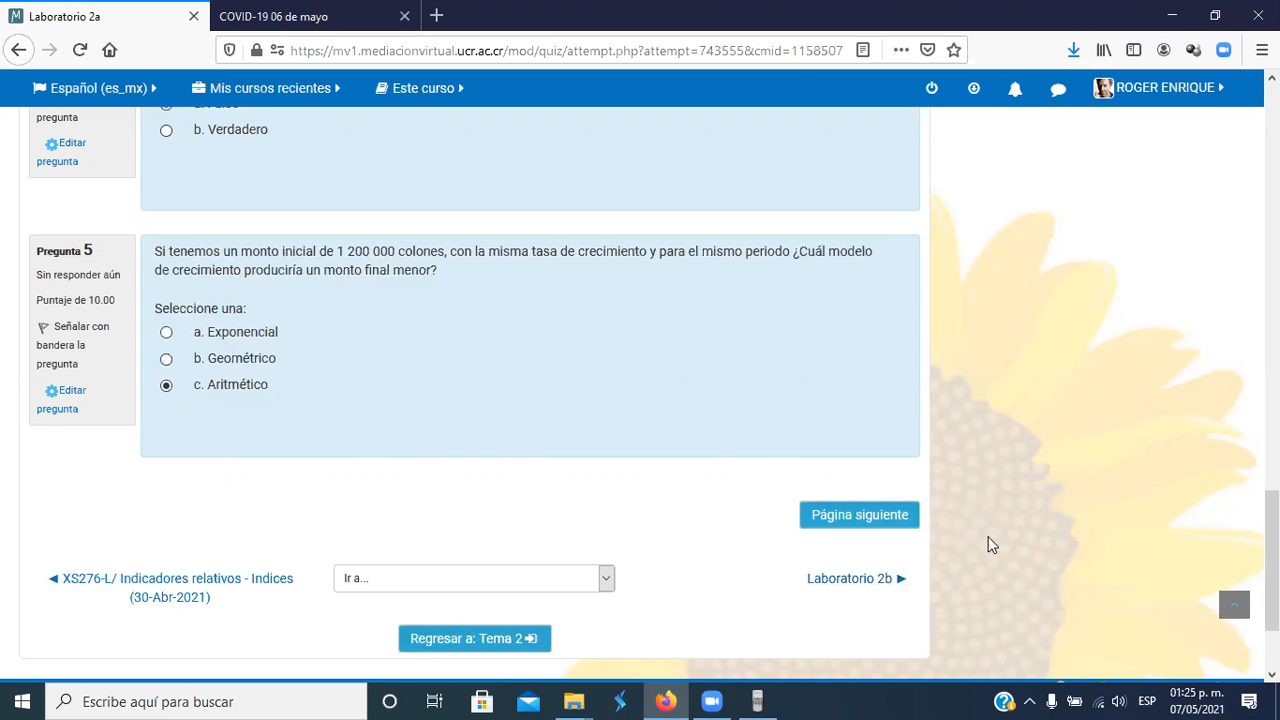 Laboratorio 2a
COVID-19 06 de mayo
https://mv1.mediacionvirtual.ucr.ac.cr/mod/quiz/attempt.php?attempt=743555&cmid=1158507
Español (es_mx)
Mis cursos recientes
Este curso
ROGER ENRIQUE
pregunta
Editar
pregunta
b. Verdadero
Pregunta 5
Sin responder aún
Puntaje de 10.00
Señalar con
bandera la
pregunta
Editar
pregunta
Si tenemos un monto inicial de 1 200 000 colones, con la misma tasa de crecimiento y para el mismo periodo ¿Cuál modelo
de crecimiento produciría un monto final menor?
Seleccione una:
a. Exponencial
b. Geométrico
c. Aritmético
Página siguiente
◄ XS276-L/ Indicadores relativos - Indices
(30-Abr-2021)
Ir a...
Laboratorio 2b ►
Regresar a: Tema 2
Escribe aquí para buscar
ESP
01:25 p. m.
07/05/2021